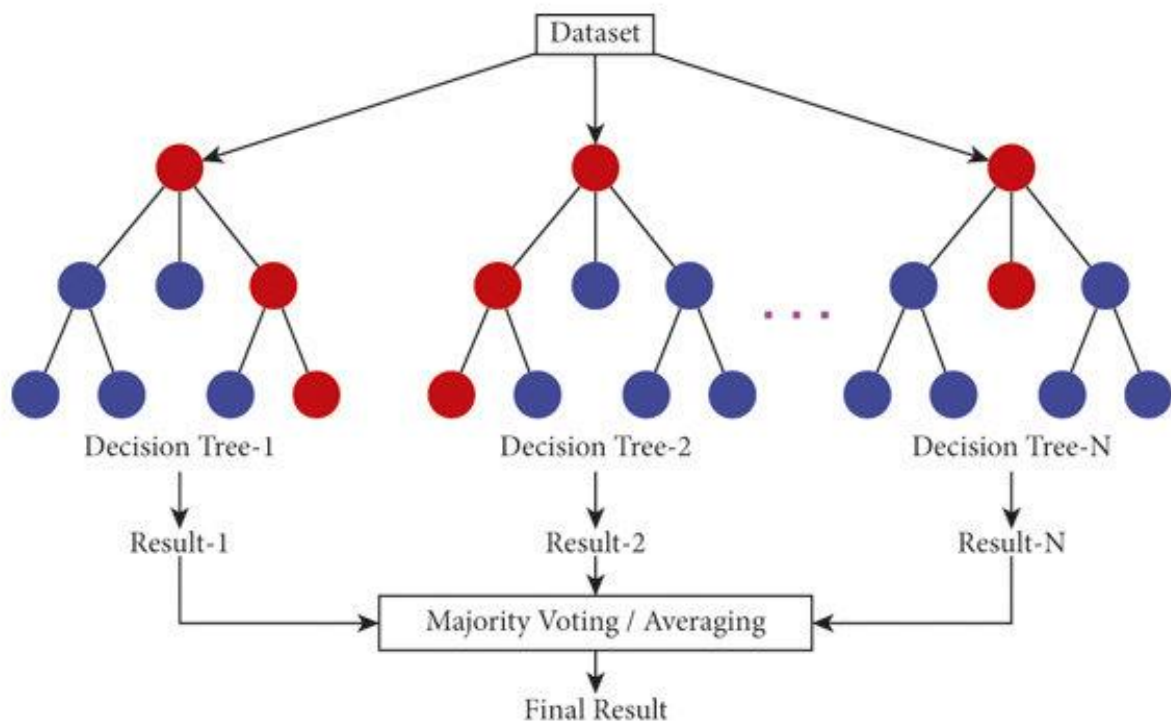 Dataset
Decision Tree-1
Decision Tree-2
Decision Tree-N
Result-1
Result-2
Result-N
Majority Voting / Averaging
Final Result